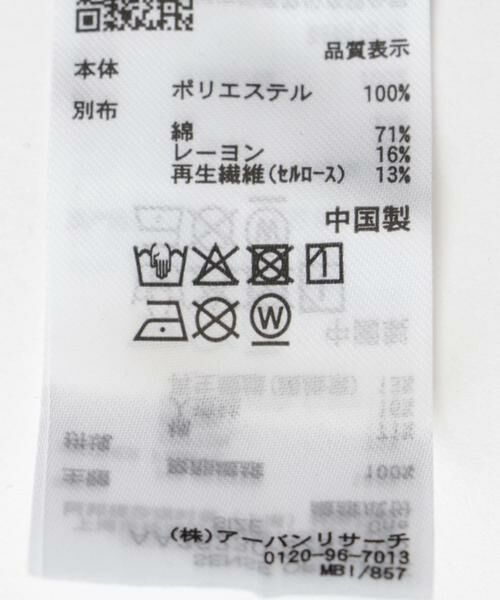 品質表示
本体
ポリエステル 100%
別布
綿 71%
レーヨン 16%
再生繊維(セルロース) 13%
中国製
W
(株)アーバンリサーチ
0120-96-7013
MB1/857